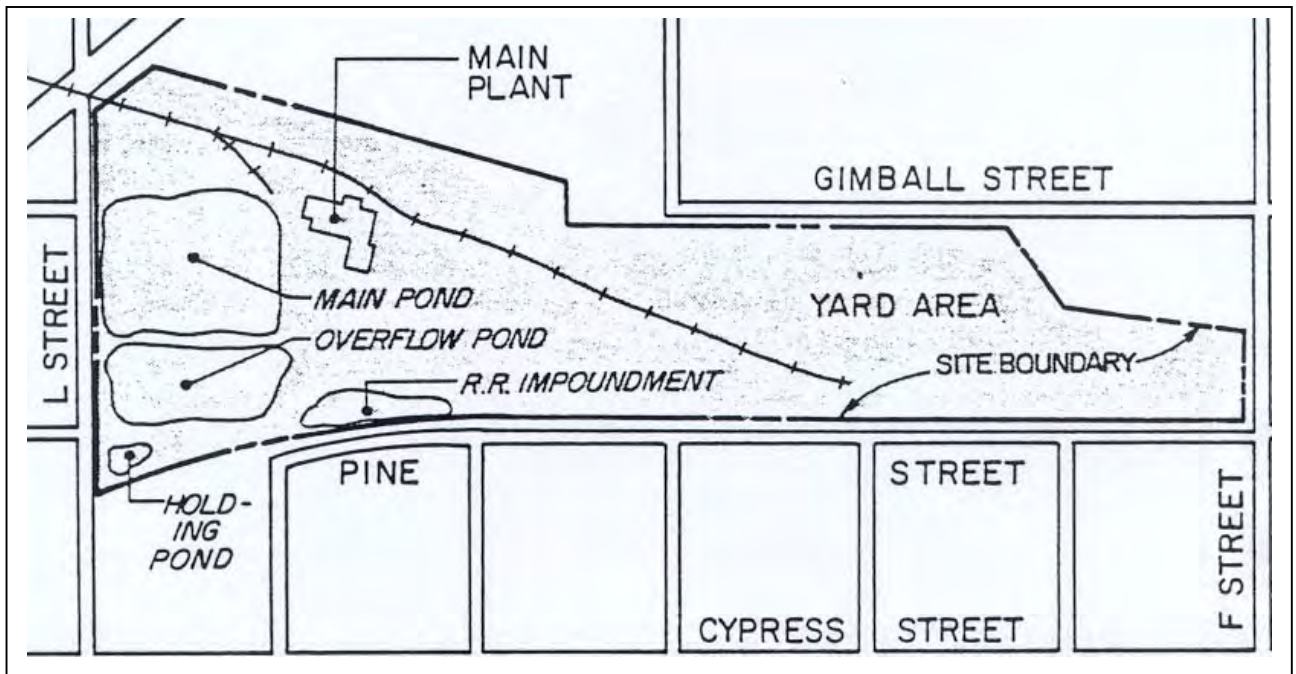 MAIN
PLANT
GIMBALL STREET
L STREET
MAIN POND
YARD AREA
OVERFLOW POND
SITE BOUNDARY
R.R. IMPOUNDMENT
PINE STREET
HOLD-
ING
POND
F STREET
CYPRESS STREET